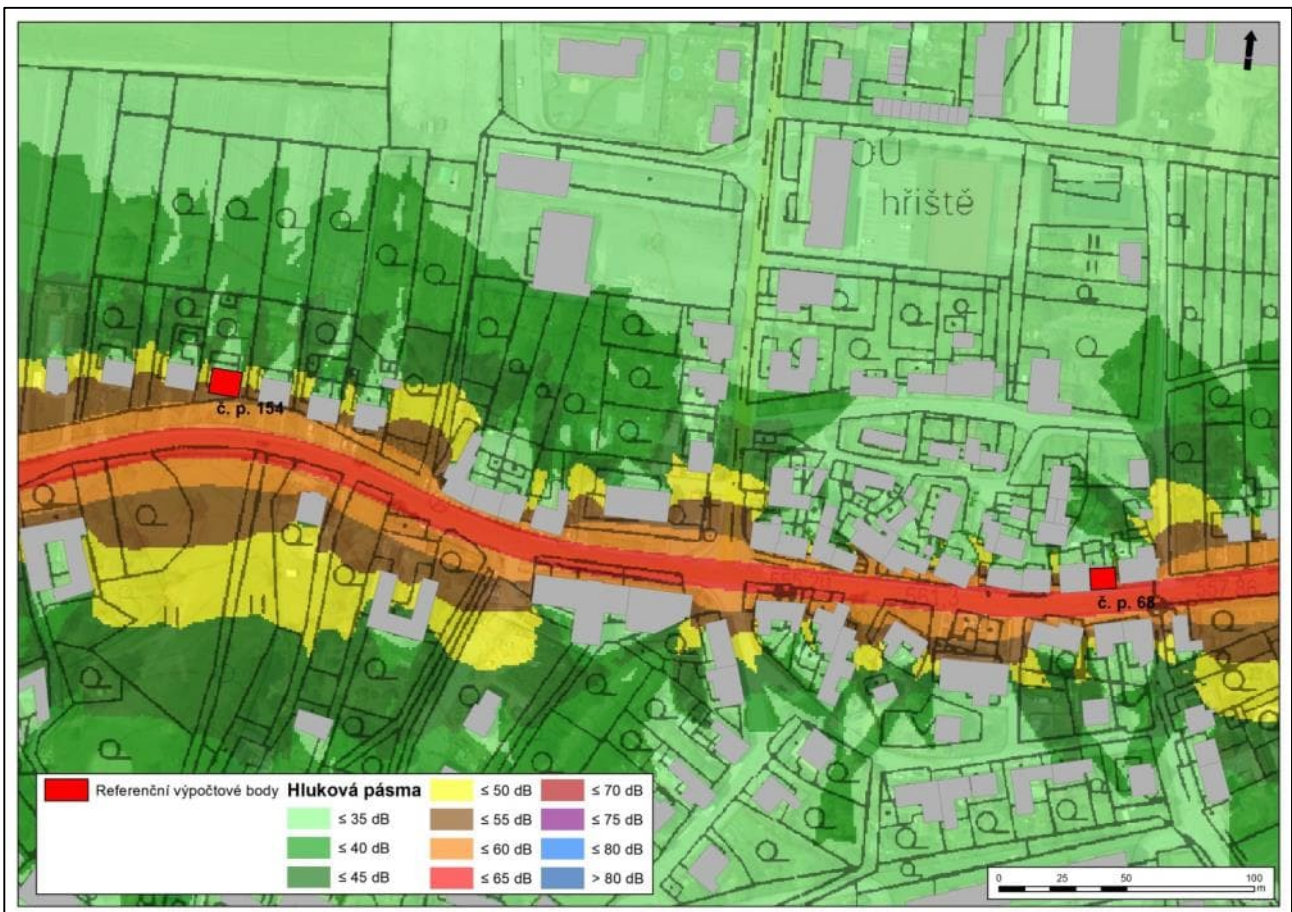 OÚ
hřiště
č. p. 154
č. p. 68
Referenční výpočtové body
Hluková pásma
≤ 35 dB
≤ 40 dB
≤ 45 dB
≤ 50 dB
≤ 55 dB
≤ 60 dB
≤ 65 dB
≤ 70 dB
≤ 75 dB
≤ 80 dB
> 80 dB
0 25 50 100
m